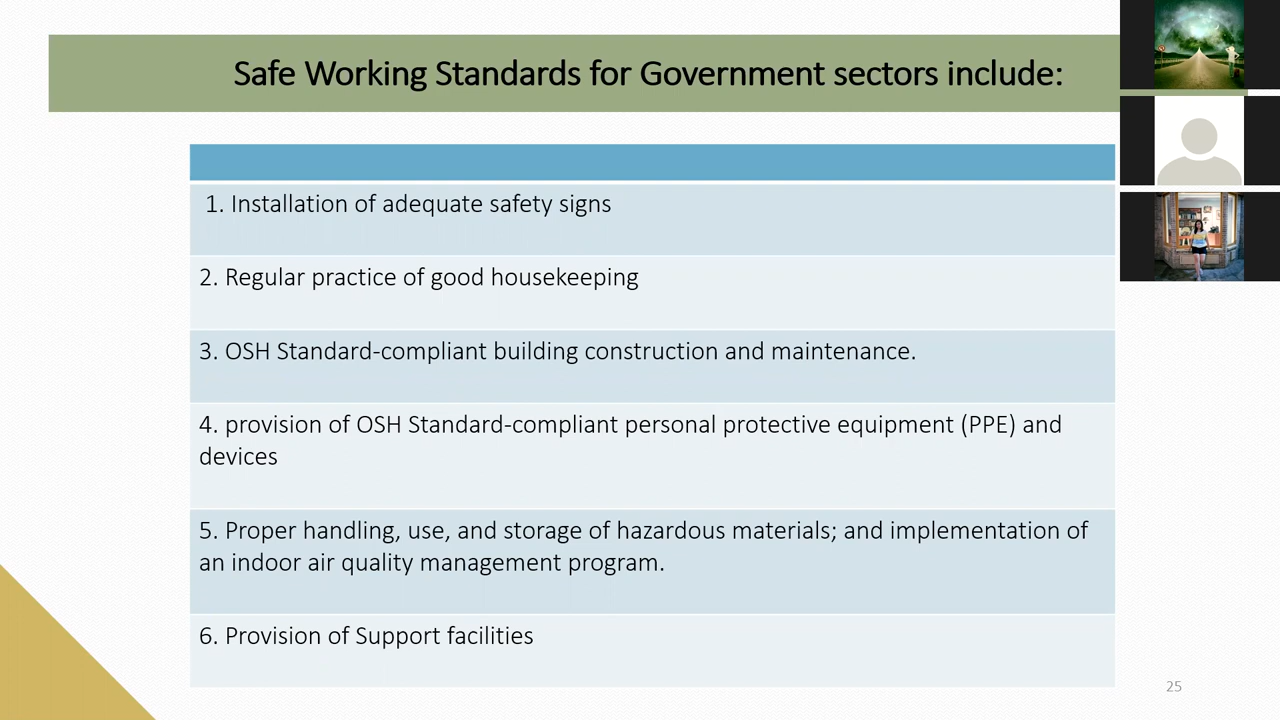 Safe Working Standards for Government sectors include:
1. Installation of adequate safety signs
2. Regular practice of good housekeeping
3. OSH Standard-compliant building construction and maintenance.
4. provision of OSH Standard-compliant personal protective equipment (PPE) and
devices
5. Proper handling, use, and storage of hazardous materials; and implementation of
an indoor air quality management program.
6. Provision of Support facilities
25